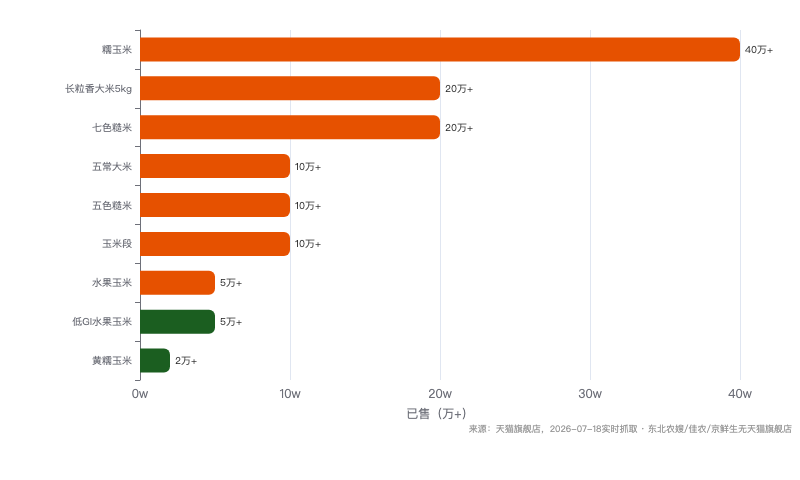 糯玉米 40万+
长粒香大米5kg 20万+
七色糙米 20万+
五常大米 10万+
五色糙米 10万+
玉米段 10万+
水果玉米 5万+
低GI水果玉米 5万+
黄糯玉米 2万+
0w 10w 20w 30w 40w
已售（万+）
来源：天猫旗舰店，2026-07-18实时抓取 · 东北农嫂/佳农/京鲜生无天猫旗舰店